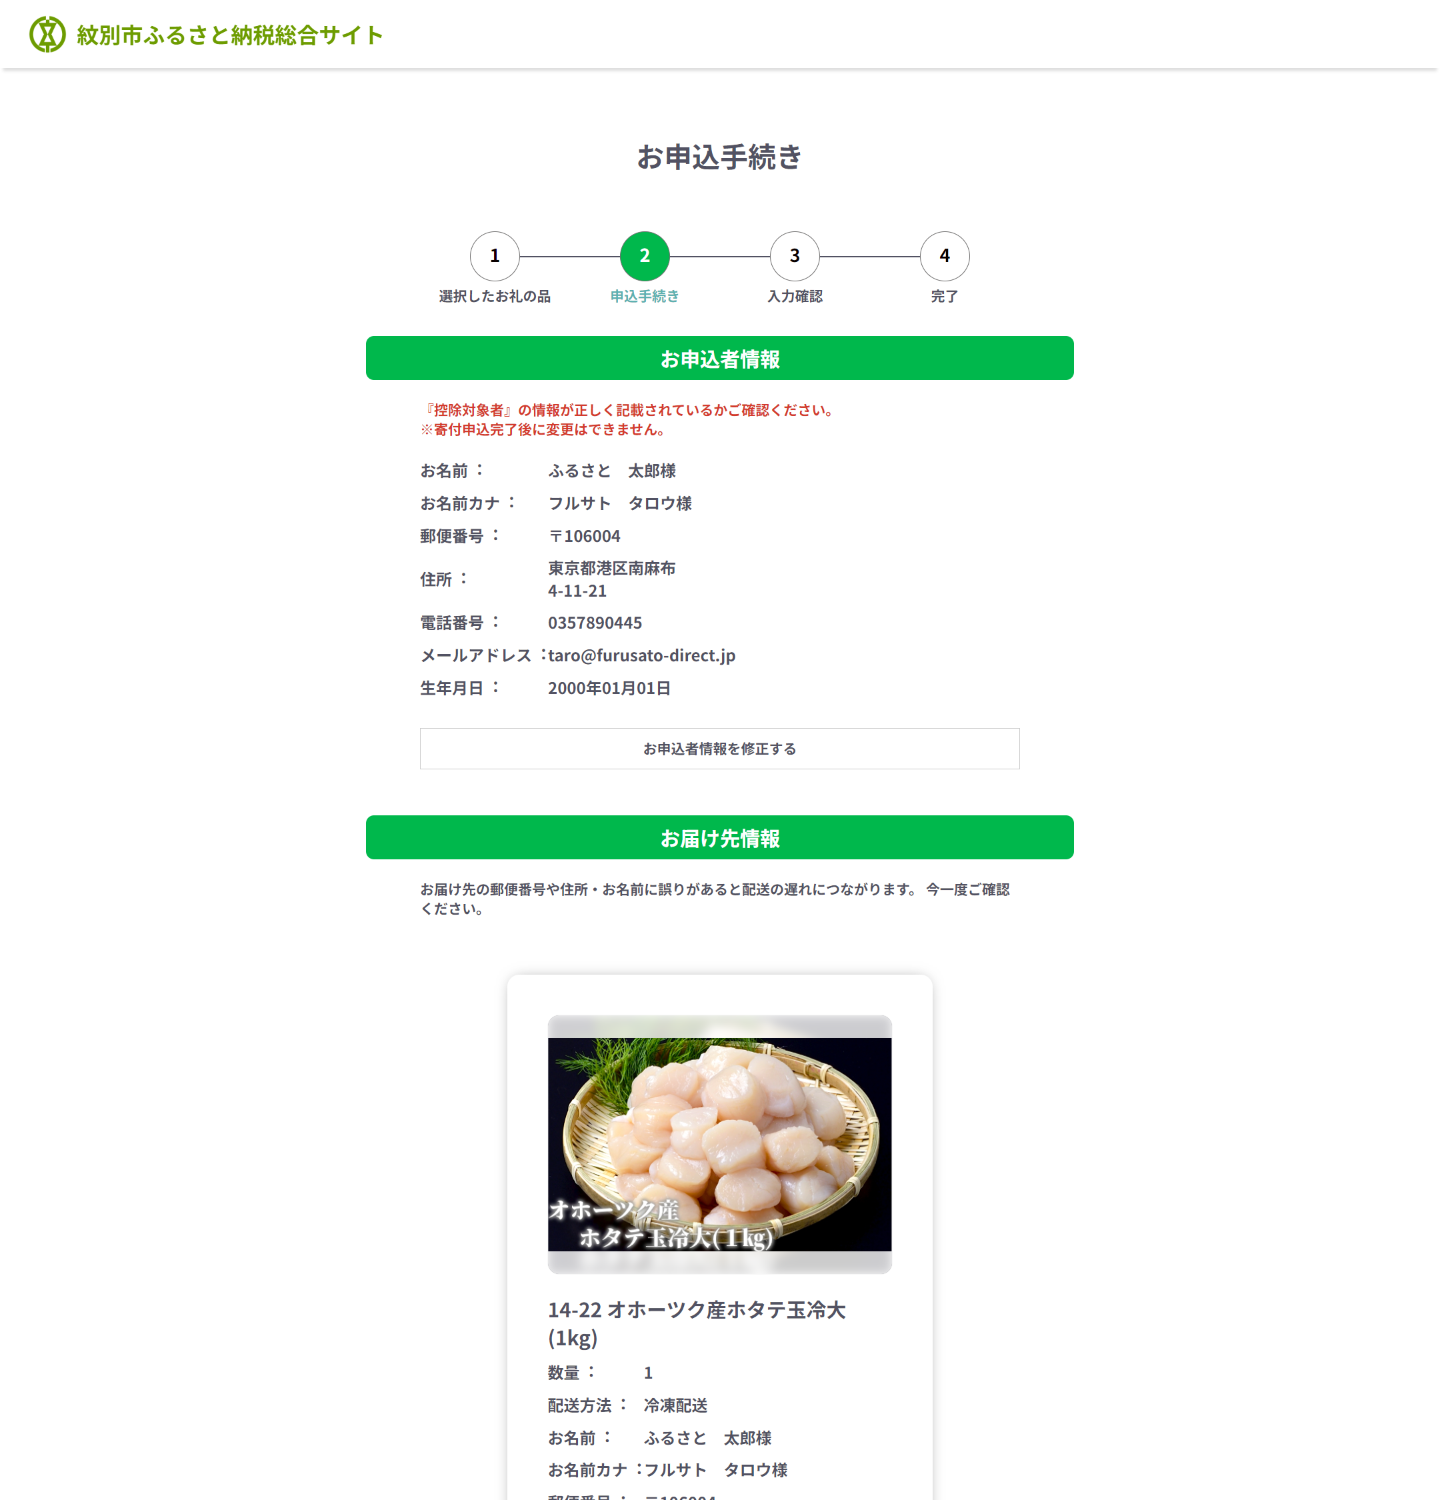 紋別市ふるさと納税総合サイト
お申込手続き
1 2 3 4
選択したお礼の品 申込手続き 入力確認 完了
お申込者情報
『控除対象者』の情報が正しく記載されているかご確認ください。
※寄付申込完了後に変更はできません。
お名前 : ふるさと 太郎様
お名前カナ : フルサト タロウ様
郵便番号 : 〒106004
住所 : 東京都港区南麻布
4-11-21
電話番号 : 0357890445
メールアドレス :taro@furusato-direct.jp
生年月日 : 2000年01月01日
お申込者情報を修正する
お届け先情報
お届け先の郵便番号や住所・お名前に誤りがあると配送の遅れにつながります。 今一度ご確認
ください。
オホーツク産
ホタテ玉冷大(1kg)
14-22 オホーツク産ホタテ玉冷大
(1kg)
数量 : 1
配送方法 : 冷凍配送
お名前 : ふるさと 太郎様
お名前カナ :フルサト タロウ様
郵便番号 : 〒106004